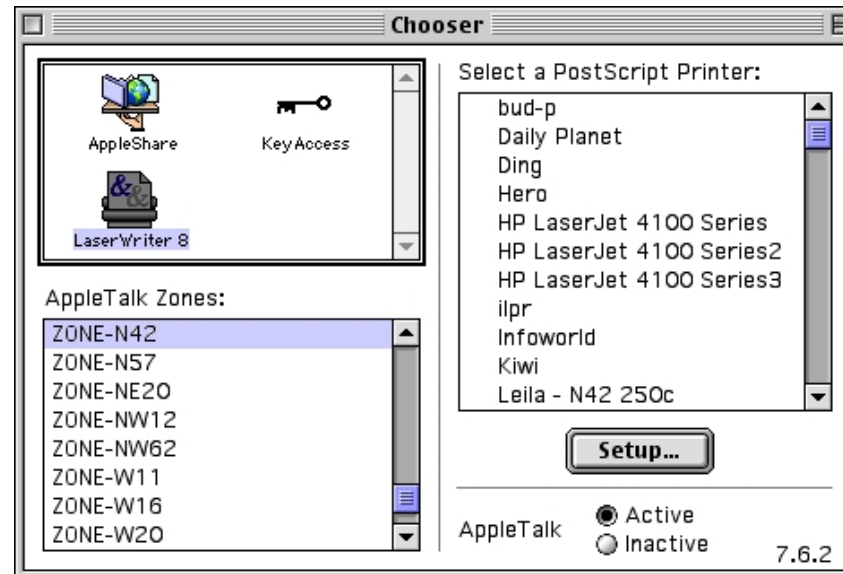 Chooser
AppleShare
KeyAccess
&&
LaserWriter 8
AppleTalk Zones:
ZONE-N42
ZONE-N57
ZONE-NE20
ZONE-NW12
ZONE-NW62
ZONE-W11
ZONE-W16
ZONE-W20
Select a PostScript Printer:
bud-p
Daily Planet
Ding
Hero
HP LaserJet 4100 Series
HP LaserJet 4100 Series2
HP LaserJet 4100 Series3
ilpr
Infoworld
Kiwi
Leila - N42 250c
Setup...
AppleTalk
Active
Inactive
7.6.2